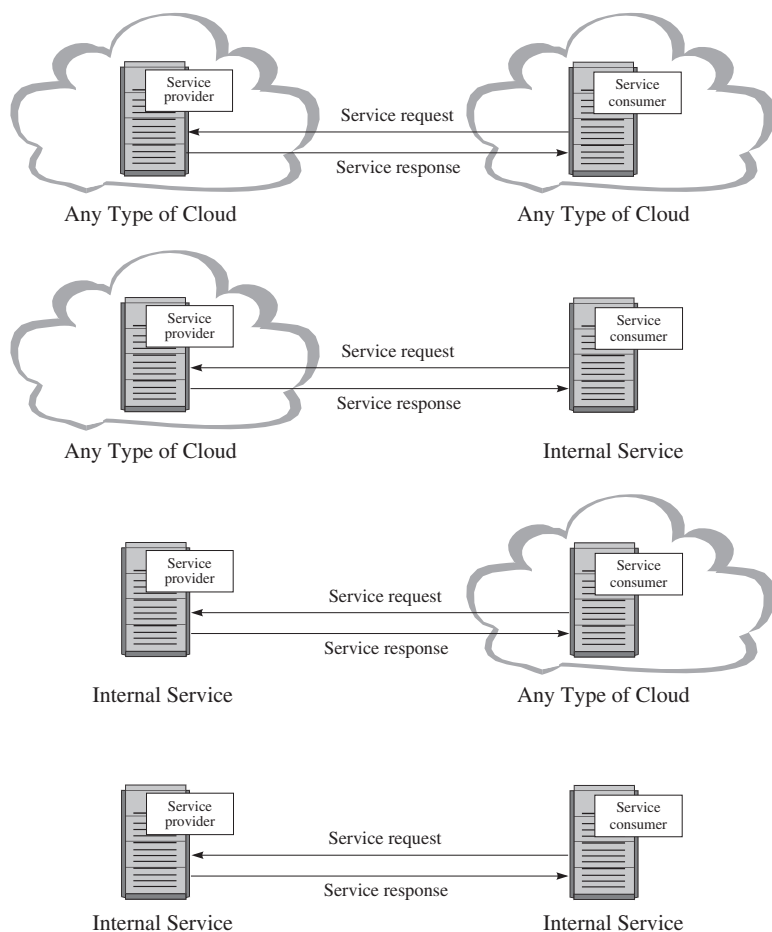 Service
provider
Service
consumer
Service request
Service response
Any Type of Cloud
Any Type of Cloud
Service
provider
Service
consumer
Service request
Service response
Any Type of Cloud
Internal Service
Service
provider
Service
consumer
Service request
Service response
Internal Service
Any Type of Cloud
Service
provider
Service
consumer
Service request
Service response
Internal Service
Internal Service